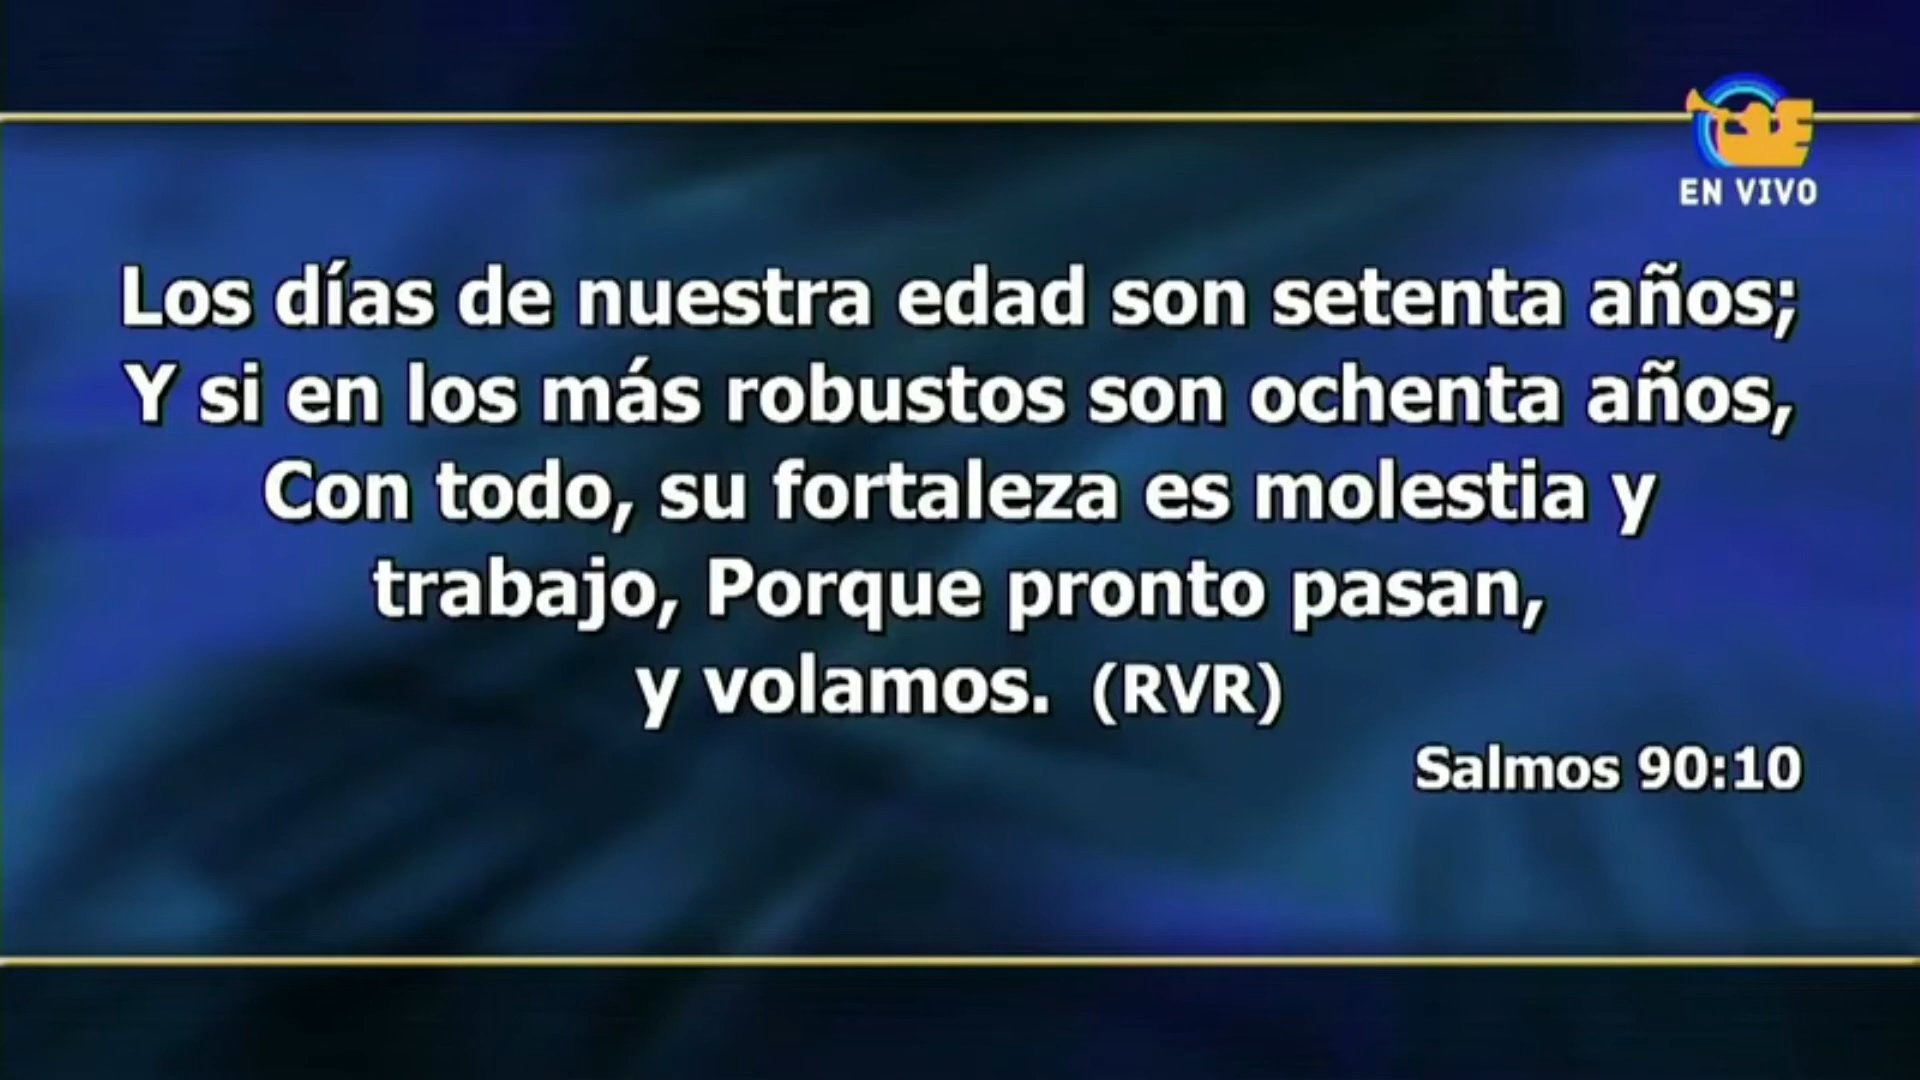 EN VIVO
Los días de nuestra edad son setenta años;
Y si en los más robustos son ochenta años,
Con todo, su fortaleza es molestia y
trabajo, Porque pronto pasan,
y volamos. (RVR)
Salmos 90:10